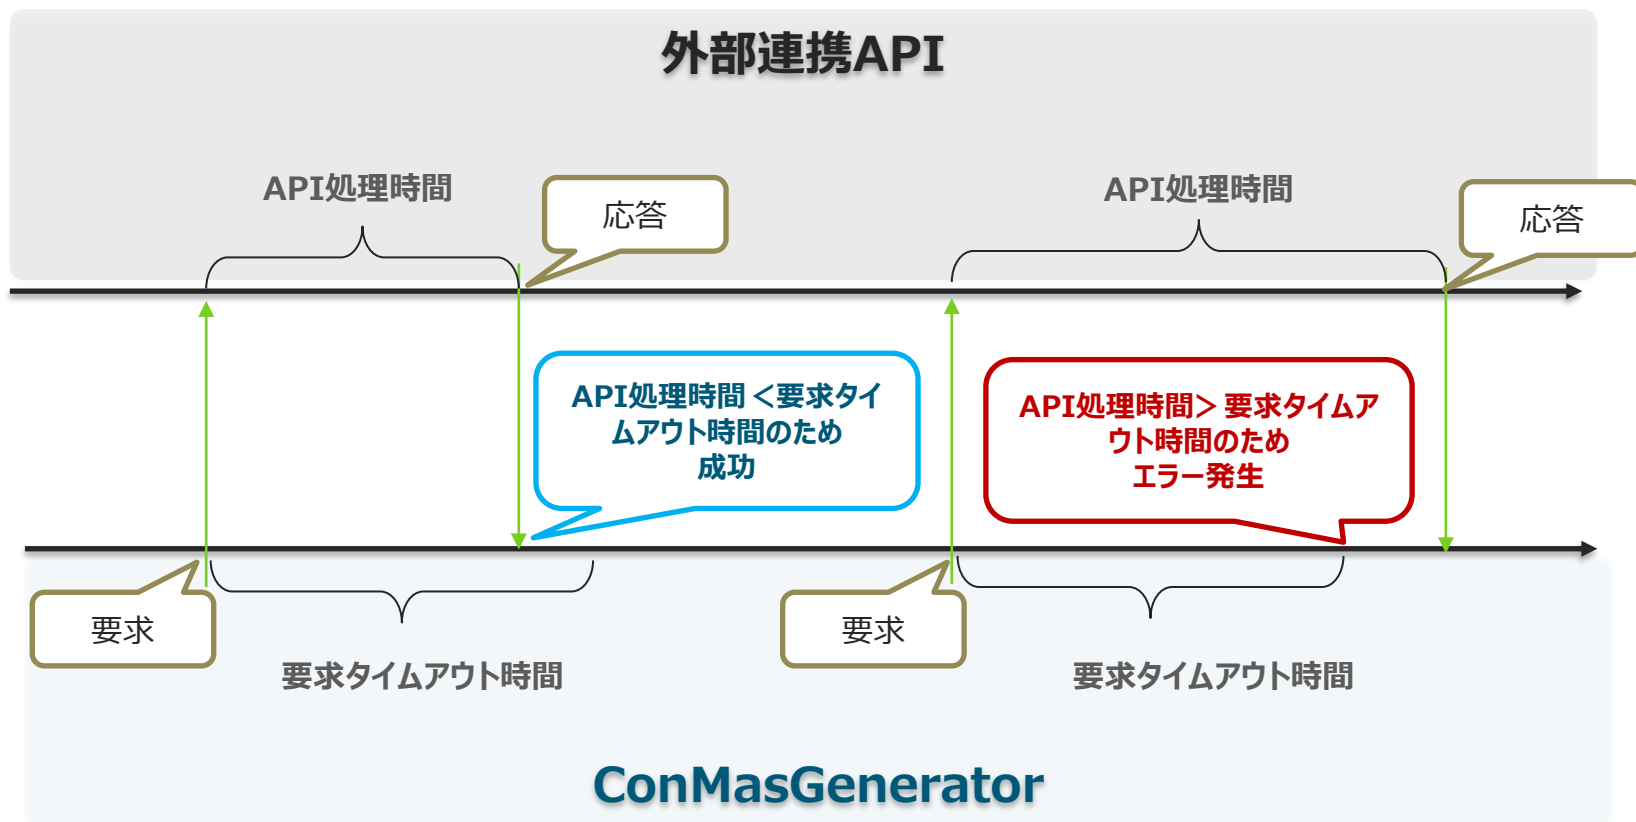 外部連携API
API処理時間
応答
API処理時間
応答
API処理時間 <要求タイ
ムアウト時間のため
成功
API処理時間> 要求タイムア
ウト時間のため
エラー発生
要求
要求タイムアウト時間
要求
要求タイムアウト時間
ConMasGenerator